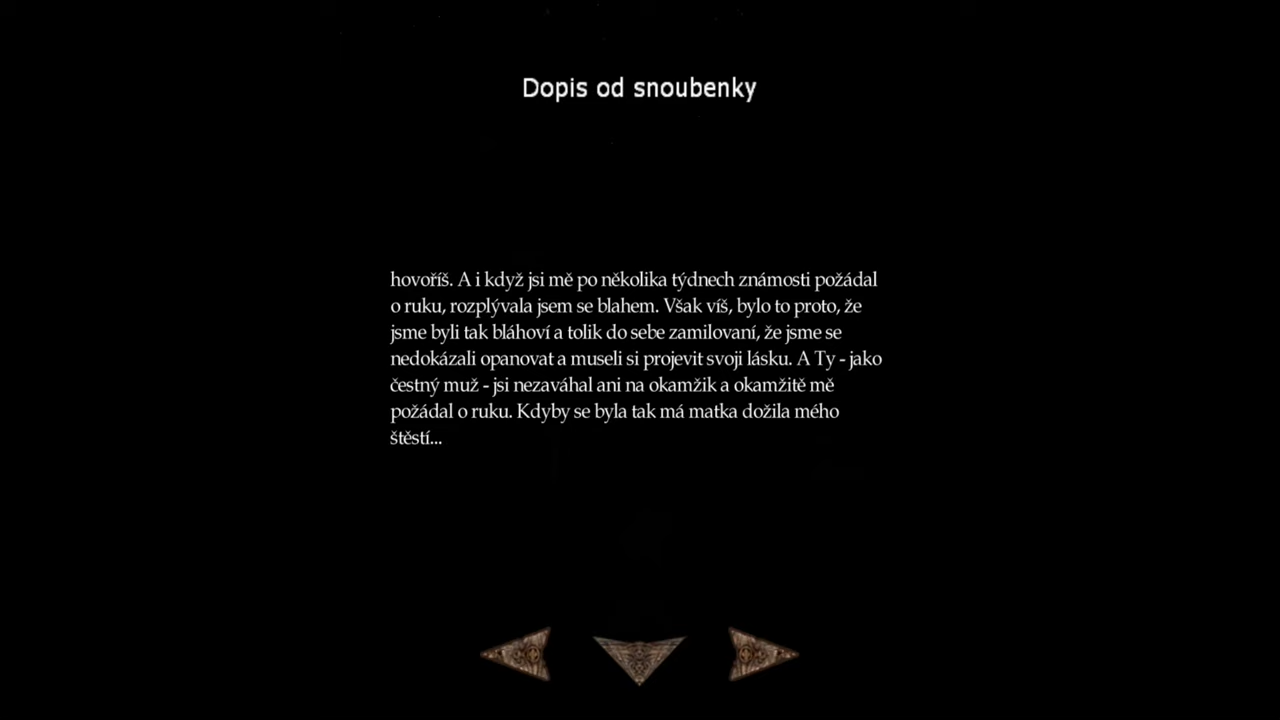 Dopis od snoubenky
hovoříš. A i když jsi mě po několika týdnech známosti požádal
o ruku, rozplývala jsem se blahem. Však víš, bylo to proto, že
jsme byli tak bláhoví a tolik do sebe zamilovaní, že jsme se
nedokázali opanovat a museli si projevit svoji lásku. A Ty - jako
čestný muž - jsi nezaváhal ani na okamžik a okamžitě mě
požádal o ruku. Kdyby se byla tak má matka dožila mého
štěstí...